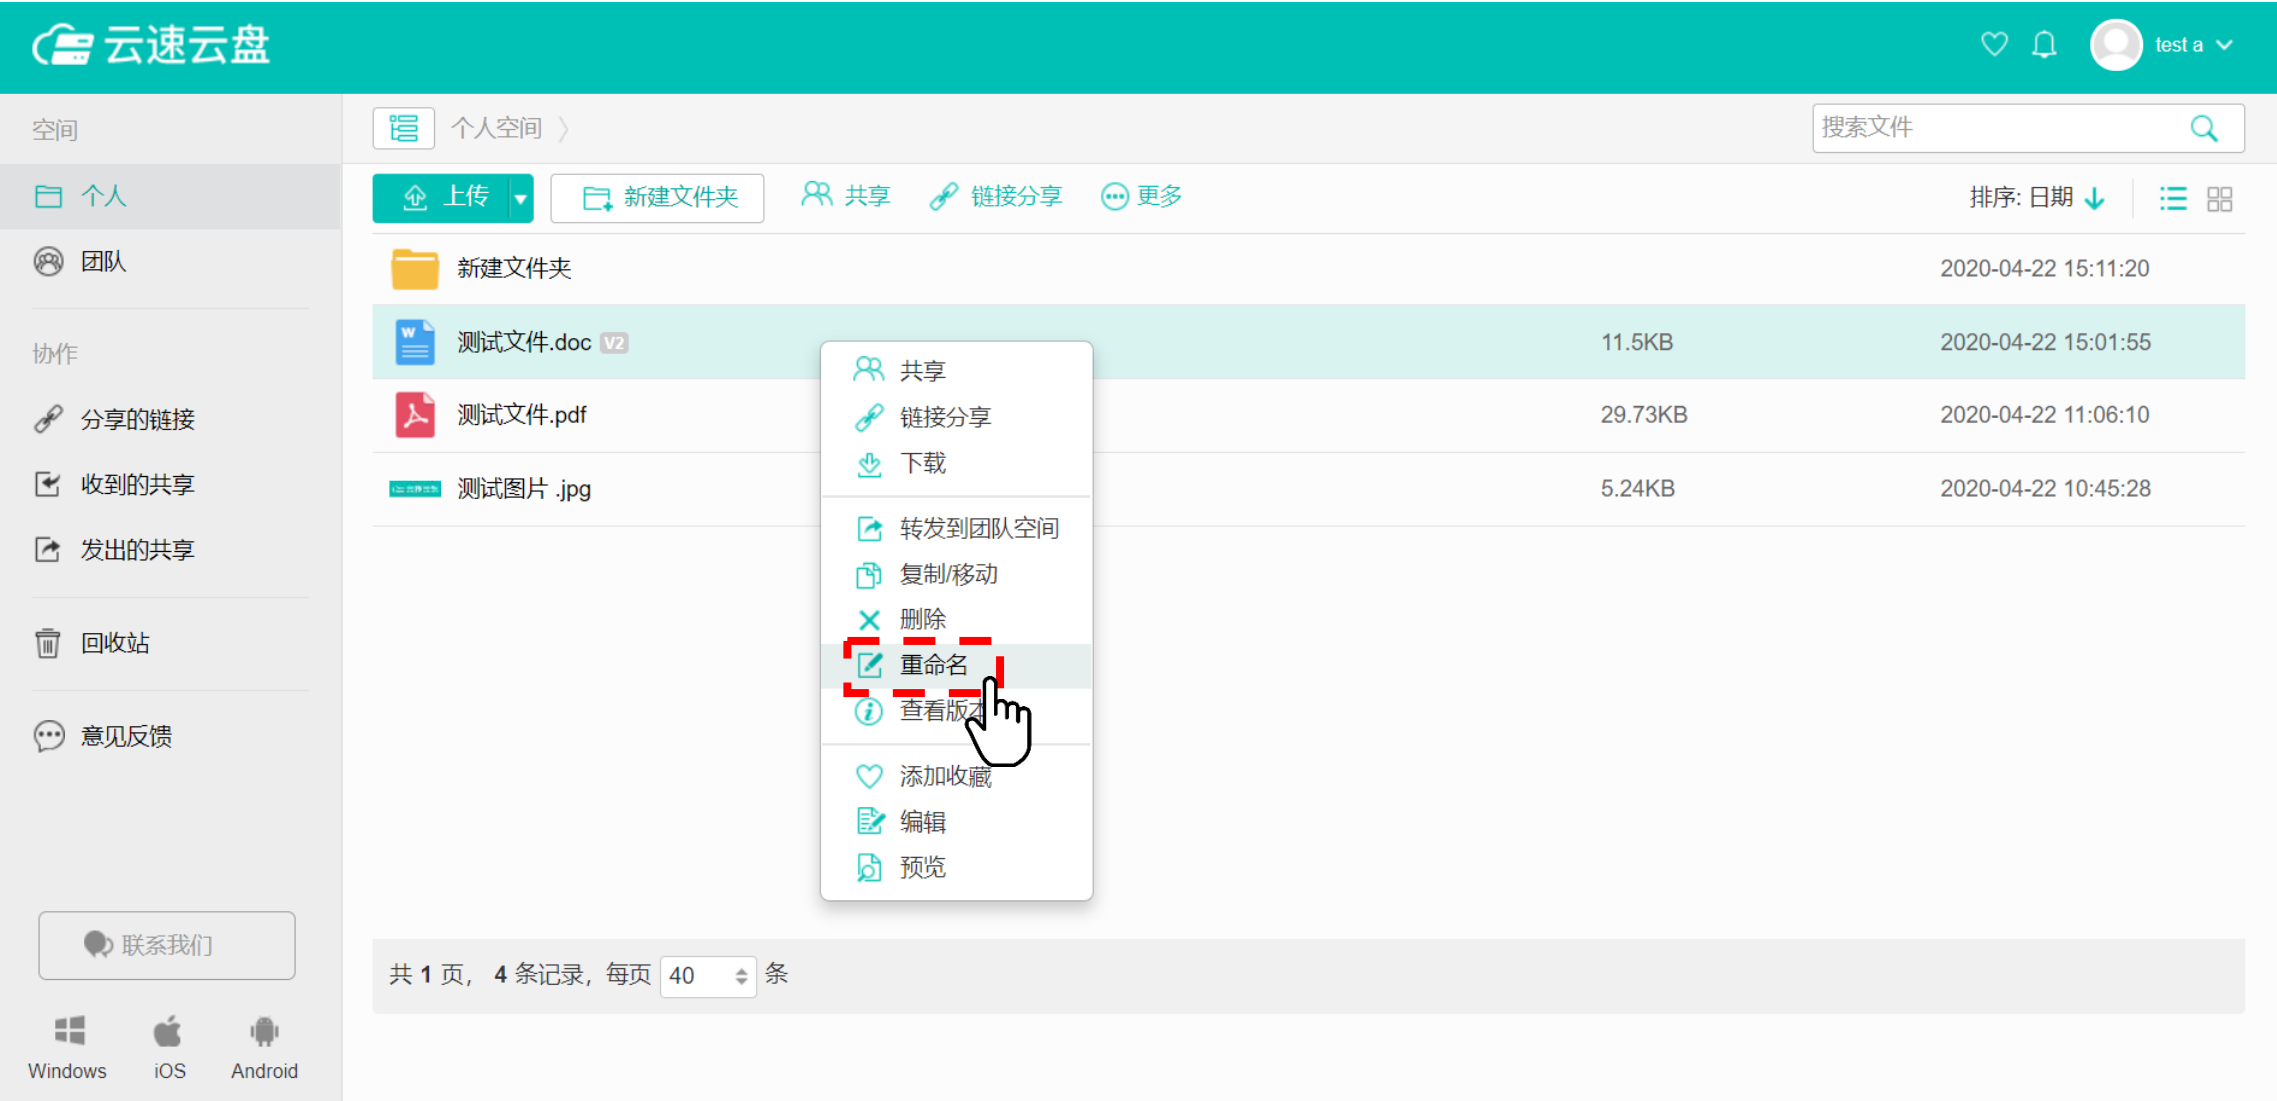 云速云盘
test a
空间
个人空间
搜索文件
个人
上传 新建文件夹 共享 链接分享 更多 排序: 日期
团队
新建文件夹 2020-04-22 15:11:20
测试文件.doc V2 11.5KB 2020-04-22 15:01:55
测试文件.pdf 29.73KB 2020-04-22 11:06:10
测试图片 .jpg 5.24KB 2020-04-22 10:45:28
协作
分享的链接
收到的共享
发出的共享
回收站
意见反馈
共享
链接分享
下载
转发到团队空间
复制/移动
删除
重命名
查看版本
添加收藏
编辑
预览
联系我们
共 1 页, 4 条记录, 每页 40 条
Windows iOS Android